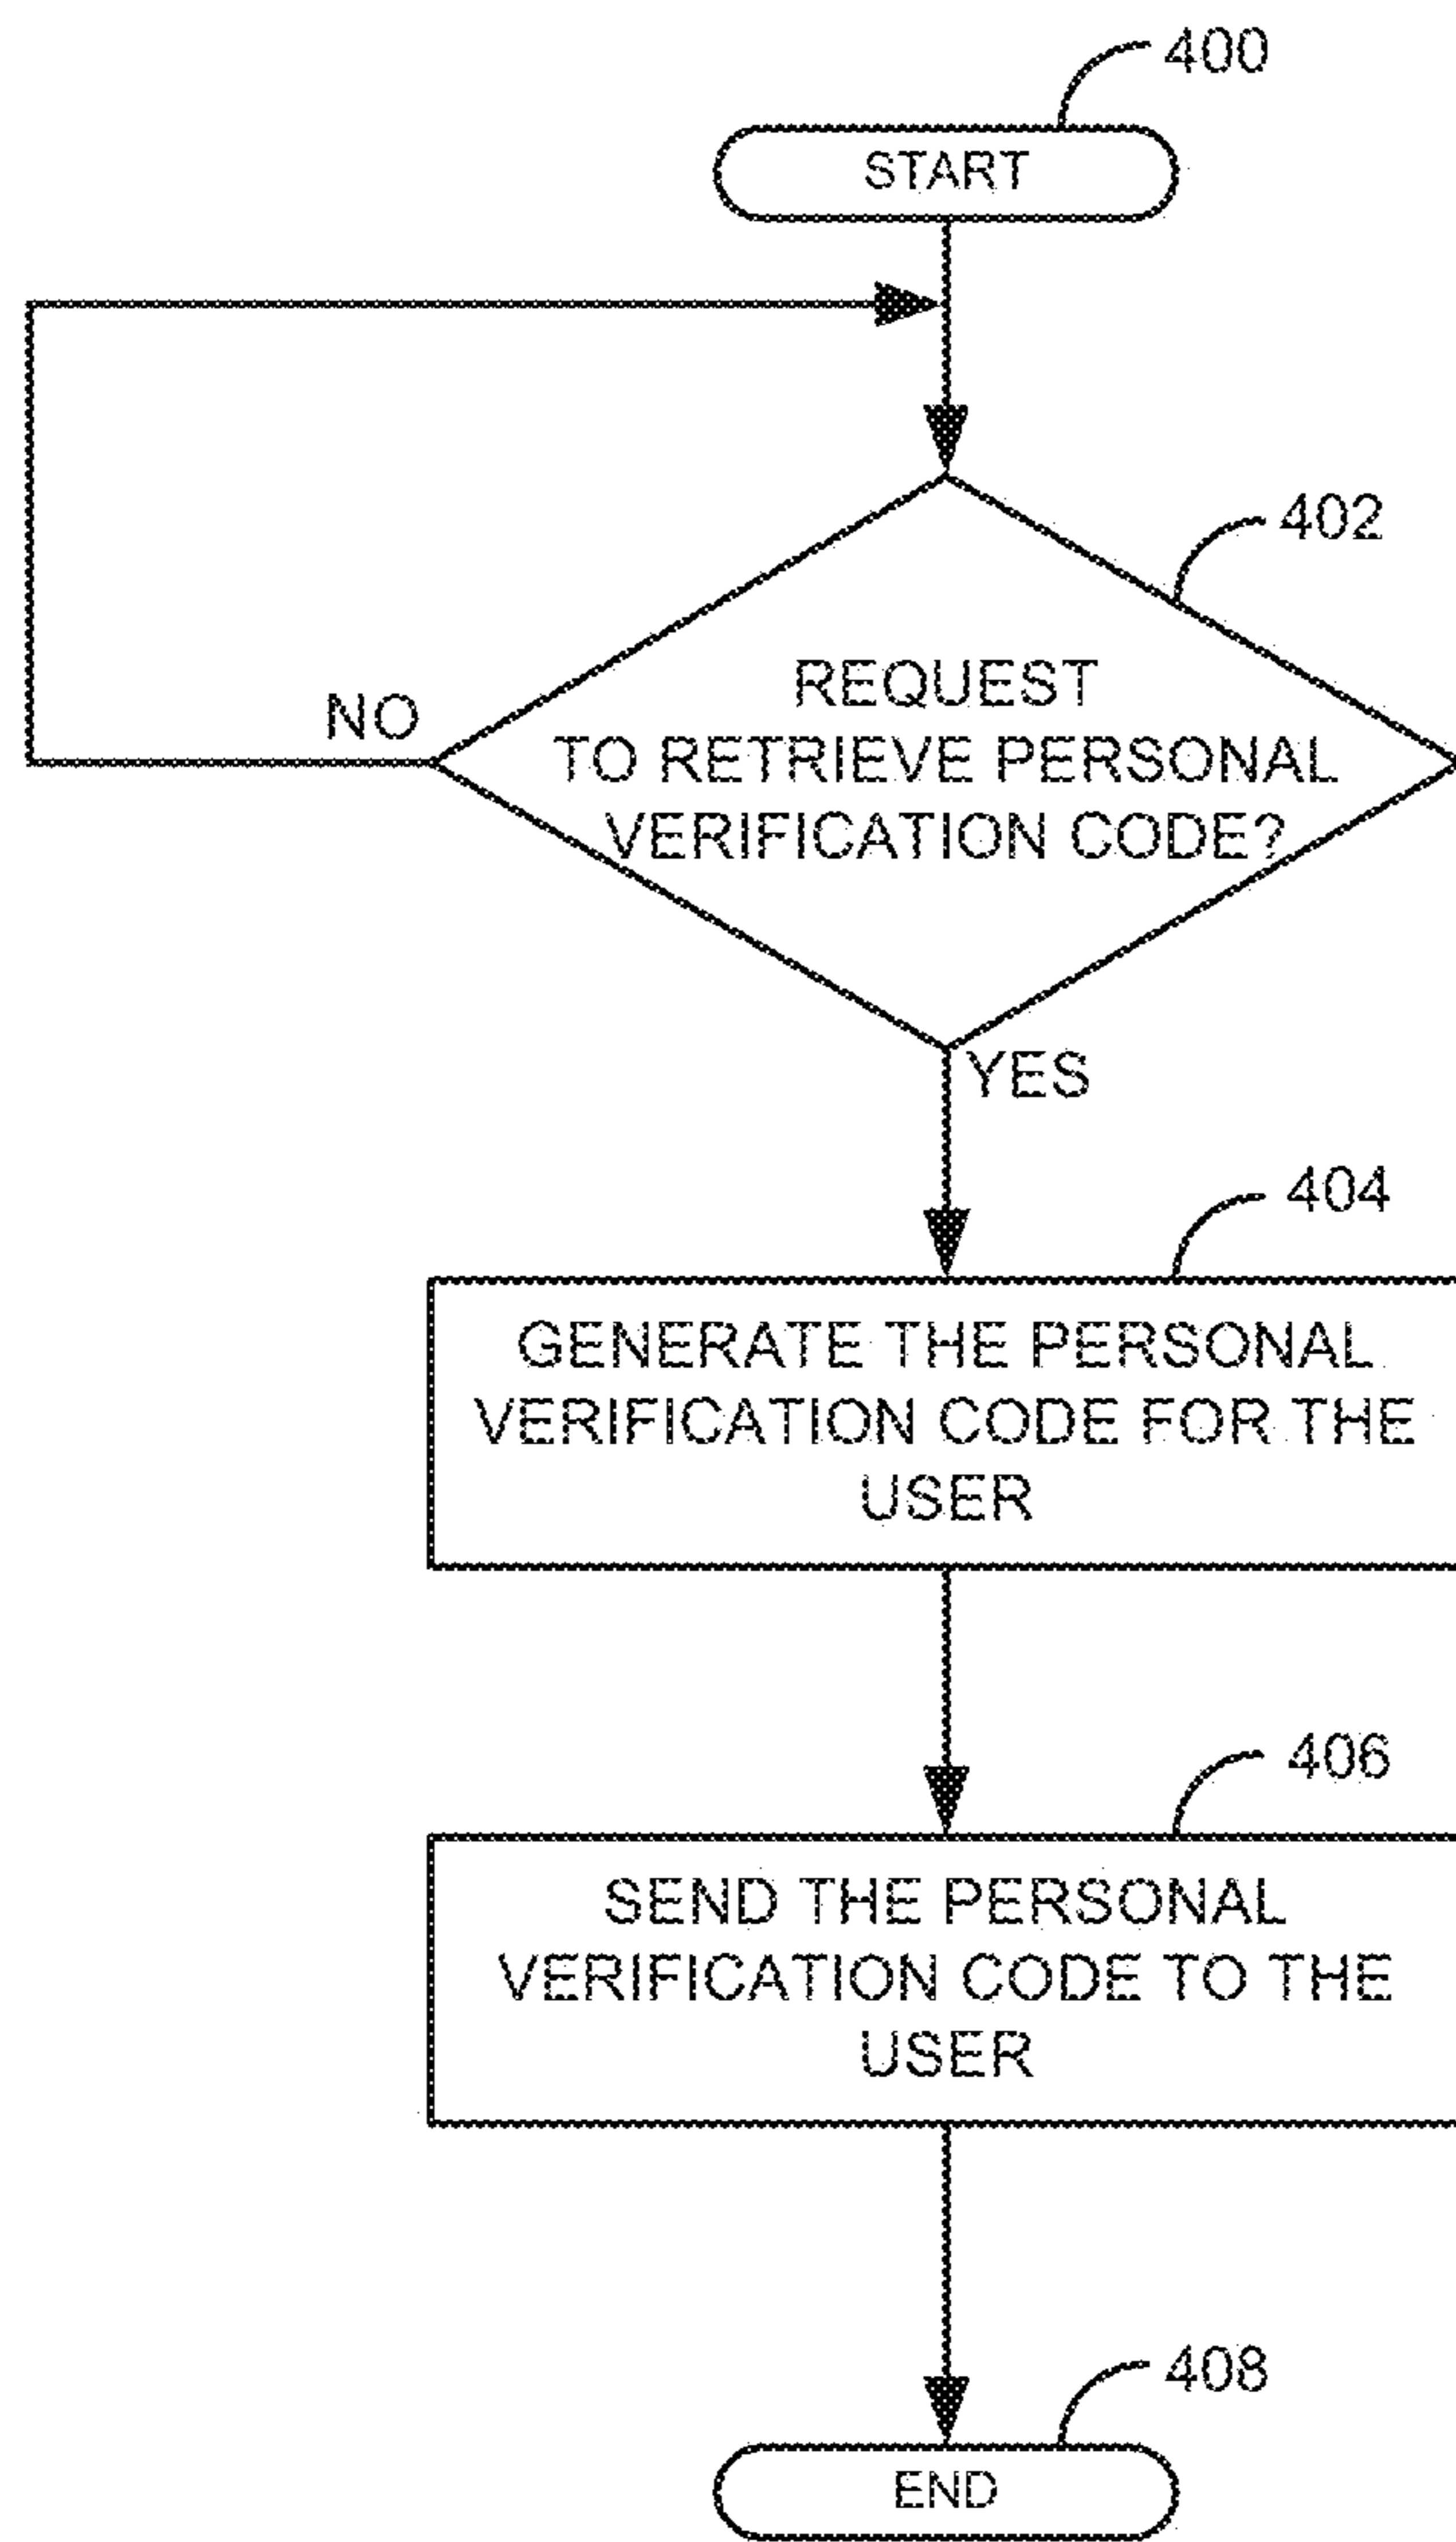 400
START
402
REQUEST
TO RETRIEVE PERSONAL
VERIFICATION CODE?
NO
YES
404
GENERATE THE PERSONAL
VERIFICATION CODE FOR THE
USER
406
SEND THE PERSONAL
VERIFICATION CODE TO THE
USER
408
END